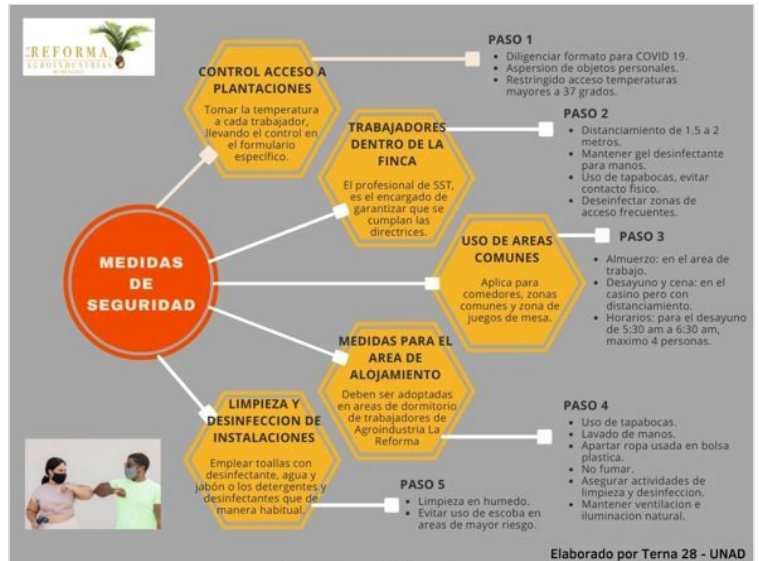 LA
REFORMA
AGROINDUSTRIAS
CONTROL ACCESO A
PLANTACIONES
Tomar la temperatura
a cada trabajador,
llevando el control en
el formulario
específico.
PASO 1
• Diligenciar formato para COVID 19.
• Aspersion de objetos personales.
• Restringido acceso temperaturas
mayores a 37 grados.
TRABAJADORES
DENTRO DE LA
FINCA
El profesional de SST,
es el encargado de
garantizar que se
cumplan las
directrices.
PASO 2
• Distanciamiento de 1.5 a 2
metros.
• Mantener gel desinfectante
para manos.
• Uso de tapabocas, evitar
contacto fisico.
• Deseinfectar zonas de
acceso frecuentes.
MEDIDAS
DE
SEGURIDAD
USO DE AREAS
COMUNES
Aplica para
comedores, zonas
comunes y zona de
juegos de mesa.
PASO 3
• Almuerzo: en el area de
trabajo.
• Desayuno y cena: en el
casino pero con
distanciamiento.
• Horarios: para el desayuno
de 5:30 am a 6:30 am,
maximo 4 personas.
MEDIDAS PARA EL
AREA DE
ALOJAMIENTO
Deben ser adoptadas
en areas de dormitorio
de trabajadores de
Agroindustria La
Reforma
PASO 4
• Uso de tapabocas.
• Lavado de manos.
• Apartar ropa usada en bolsa
plastica.
• No fumar.
• Asegurar actividades de
limpieza y desinfeccion.
• Mantener ventilacion e
iluminacion natural.
LIMPIEZA Y
DESINFECCION DE
INSTALACIONES
Emplear toallas con
desinfectante, agua y
jabón o los detergentes y
desinfectantes que de
manera habitual.
PASO 5
• Limpieza en humedo.
• Evitar uso de escoba en
areas de mayor riesgo.
Elaborado por Terna 28 - UNAD